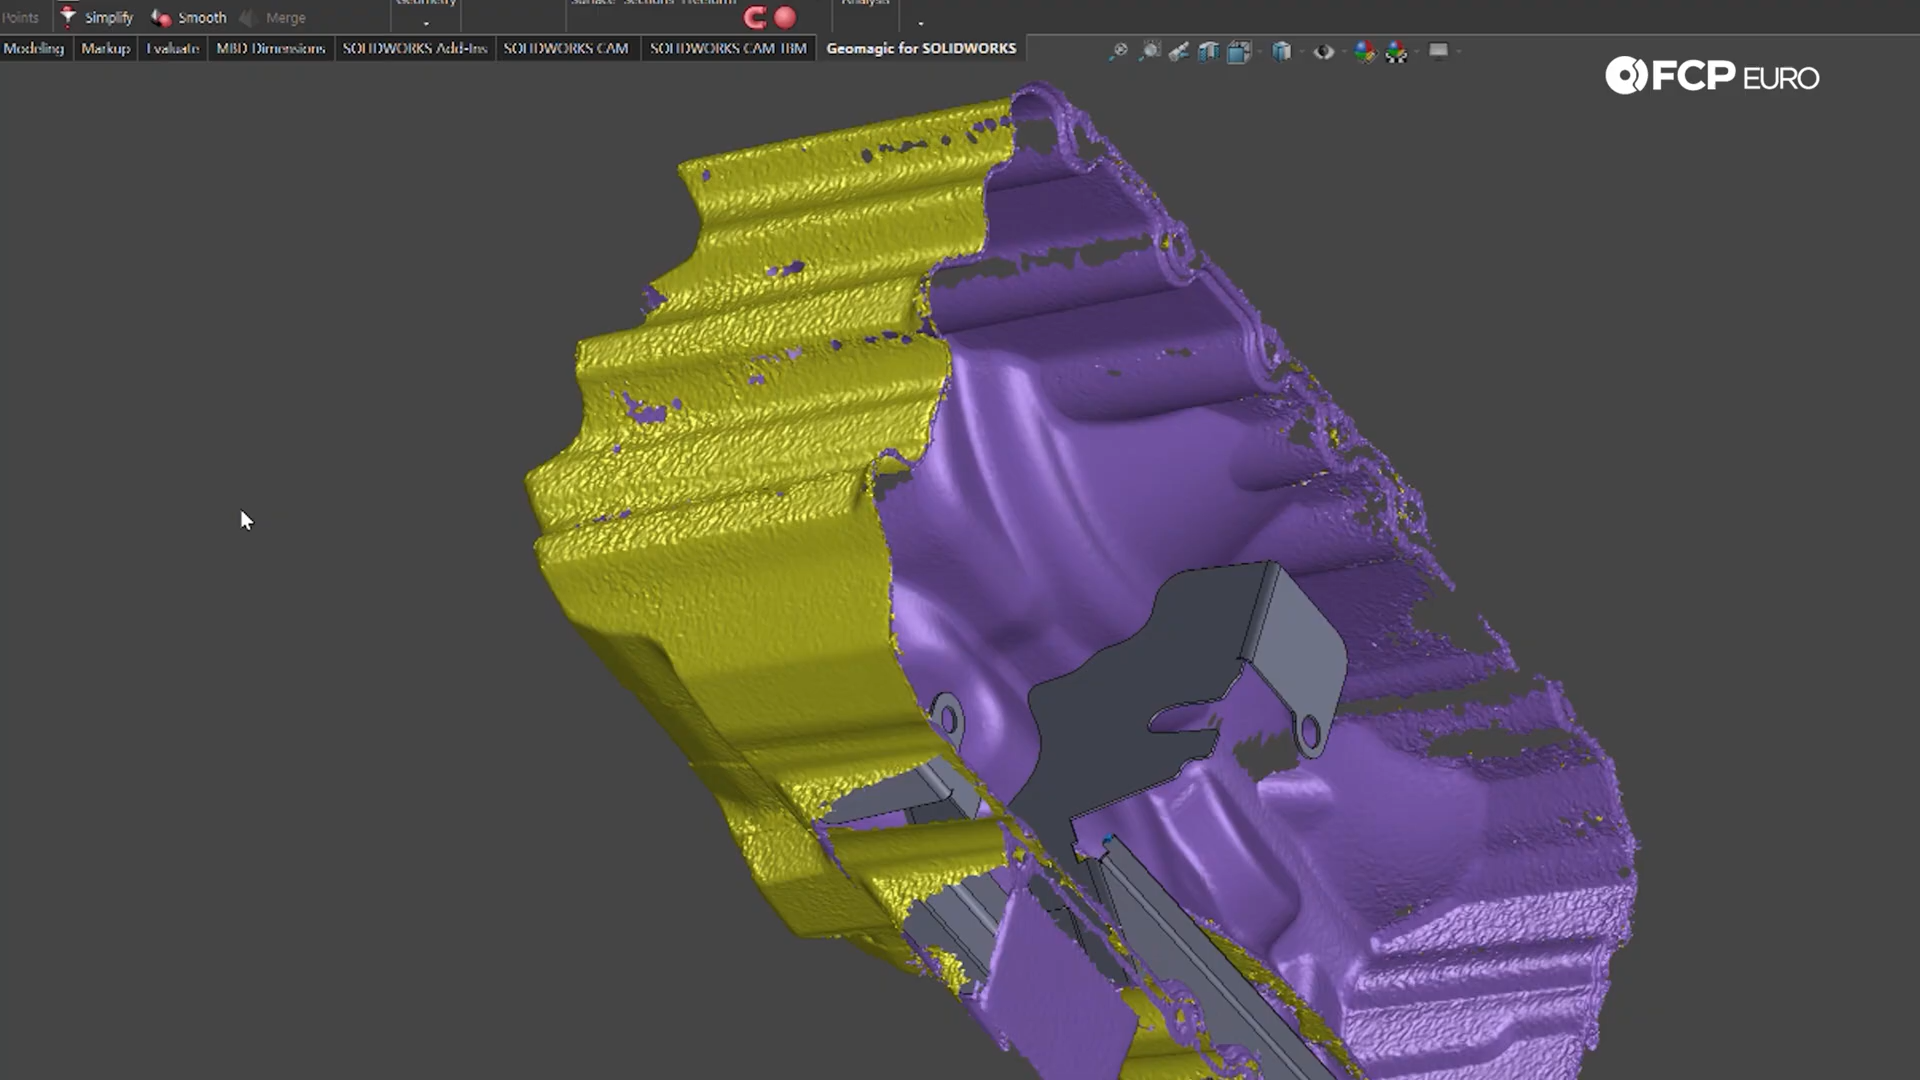 Geometry
Surface Sections Freeform
Analysis
Points
Simplify
Smooth
Merge
Modeling
Markup
Evaluate
MBD Dimensions
SOLIDWORKS Add-Ins
SOLIDWORKS CAM
SOLIDWORKS CAM TBM
Geomagic for SOLIDWORKS
FCP EURO